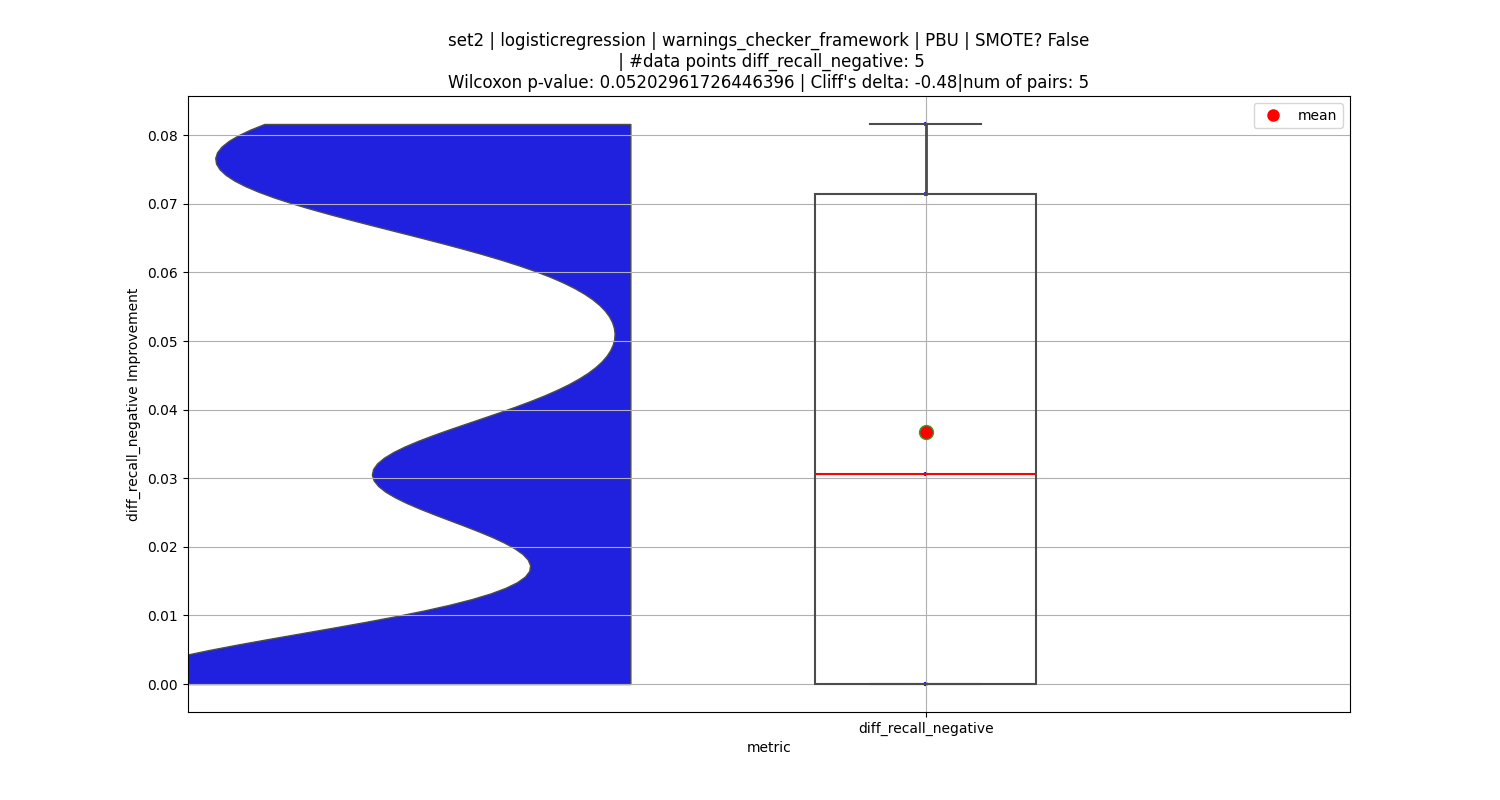 set2 | logisticregression | warnings_checker_framework | PBU | SMOTE? False
| #data points diff_recall_negative: 5
Wilcoxon p-value: 0.05202961726446396 | Cliff's delta: -0.48|num of pairs: 5
mean
0.08
0.07
0.06
0.05
0.04
0.03
0.02
0.01
0.00
diff_recall_negative Improvement
diff_recall_negative
metric